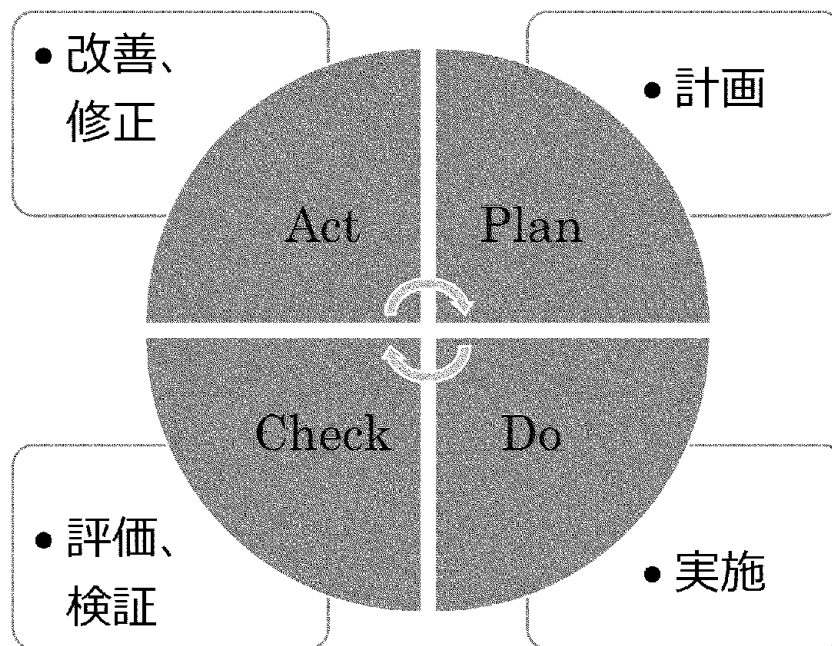 • 改善、
修正
• 計画
Act
Plan
Check
Do
• 評価、
検証
• 実施